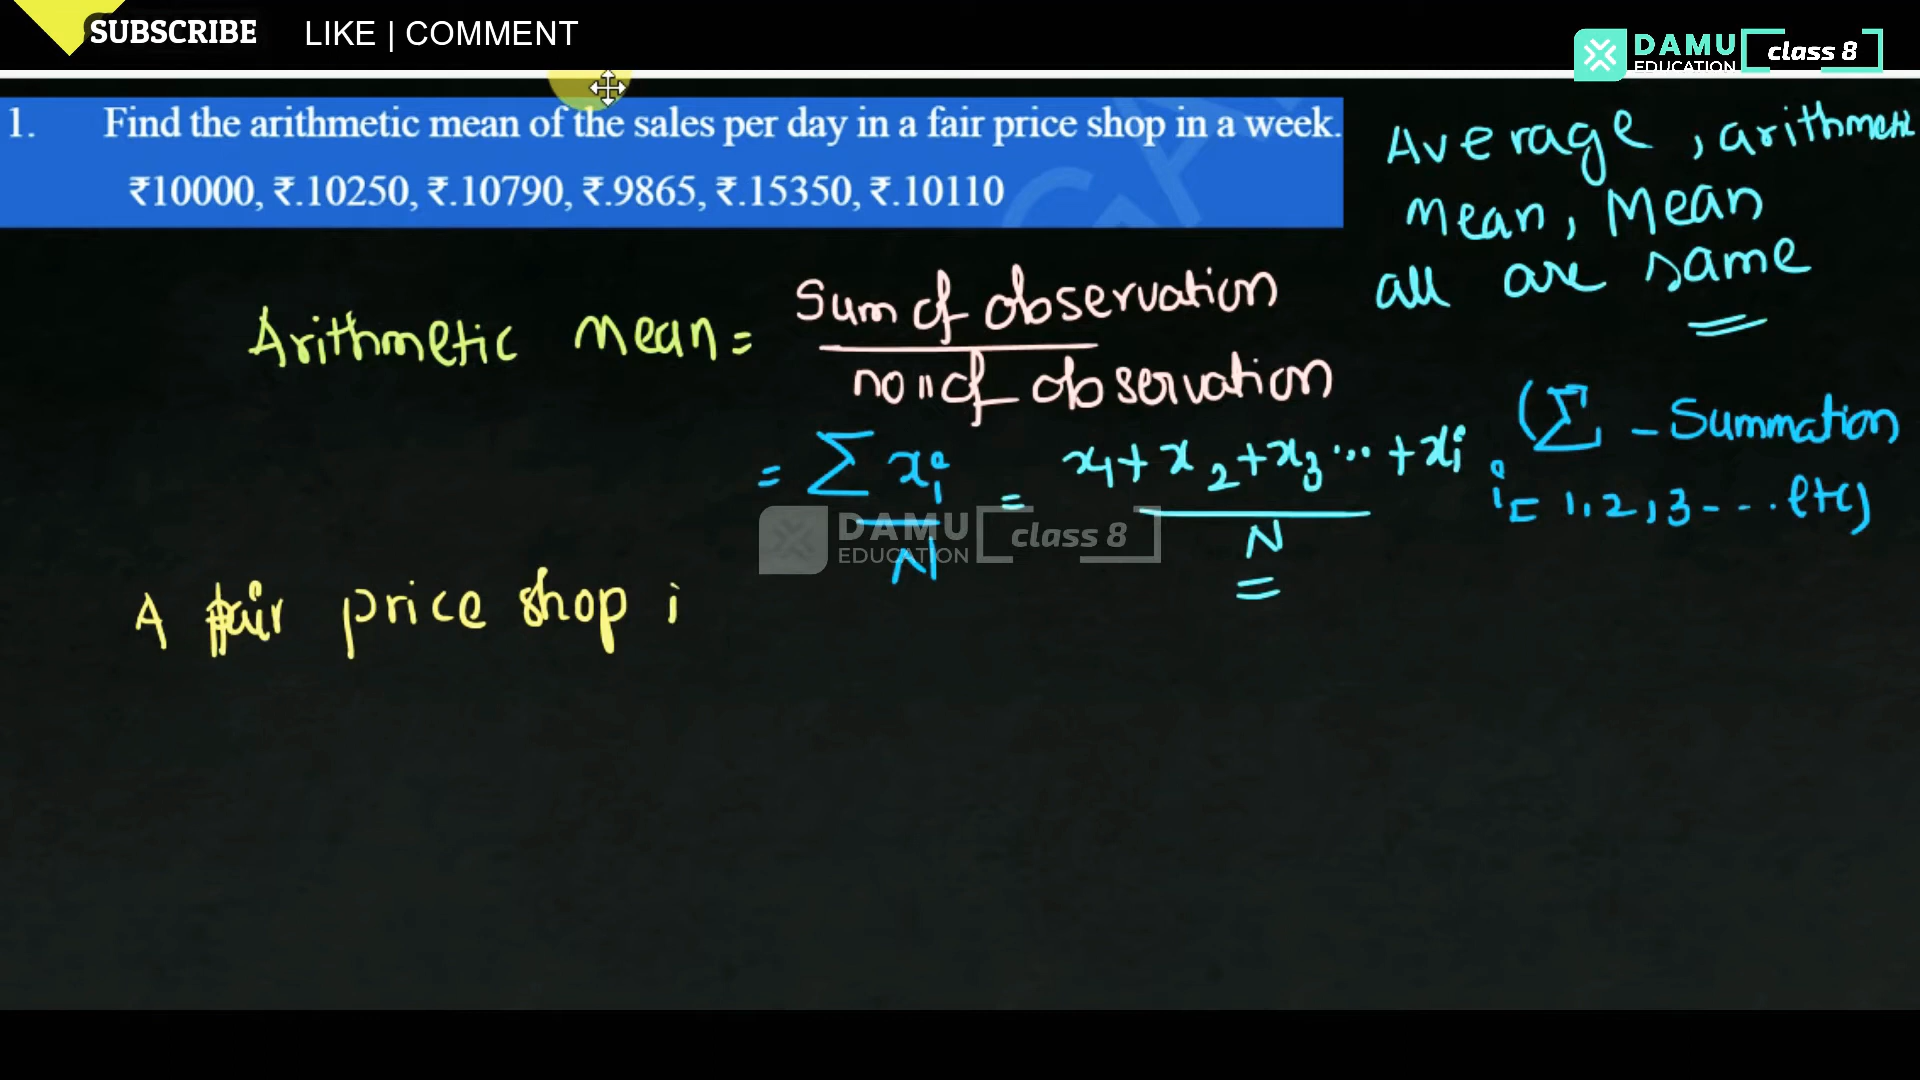 SUBSCRIBE LIKE | COMMENT
DAMU EDUCATION class 8
1. Find the arithmetic mean of the sales per day in a fair price shop in a week.
₹10000, ₹.10250, ₹.10790, ₹.9865, ₹.15350, ₹.10110
Average, arithmetic
mean, Mean
all are same
Arithmetic mean = Sum of observation
no" of observation
= ∑ xi / N = x1 + x2 + x3 ... + xi / N
(∑ - Summation
i = 1, 2, 3 - - . . etc)
DAMU EDUCATION class 8
A fair price shop i